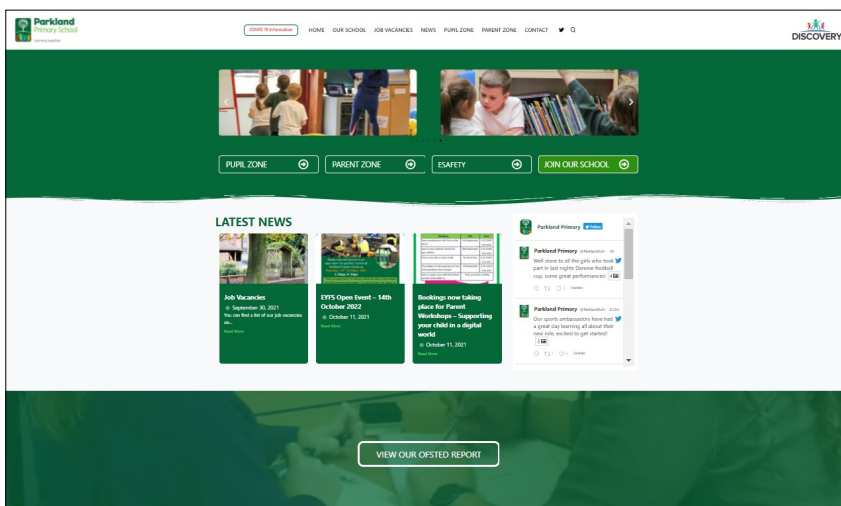 Parkland
Primary School
Learning together
COVID 19 Information
HOME OUR SCHOOL JOB VACANCIES NEWS PUPIL ZONE PARENT ZONE CONTACT
DISCOVERY
PUPIL ZONE
PARENT ZONE
ESAFETY
JOIN OUR SCHOOL
LATEST NEWS
Job Vacancies
September 30, 2021
You can find a list of our job vacancies
on...
Read More
EYFS Open Event – 14th
October 2022
October 11, 2021
Read More
Bookings now taking
place for Parent
Workshops – Supporting
your child in a digital
world
October 11, 2021
Read More
Parkland Primary Follow
Parkland Primary
Well done to all the girls who took
part in last nights Danone football
cup, some great performances! 4
Twitter
Parkland Primary
Our sports ambassadors have had
a great day learning all about their
new role, excited to get started!
3
Twitter
VIEW OUR OFSTED REPORT